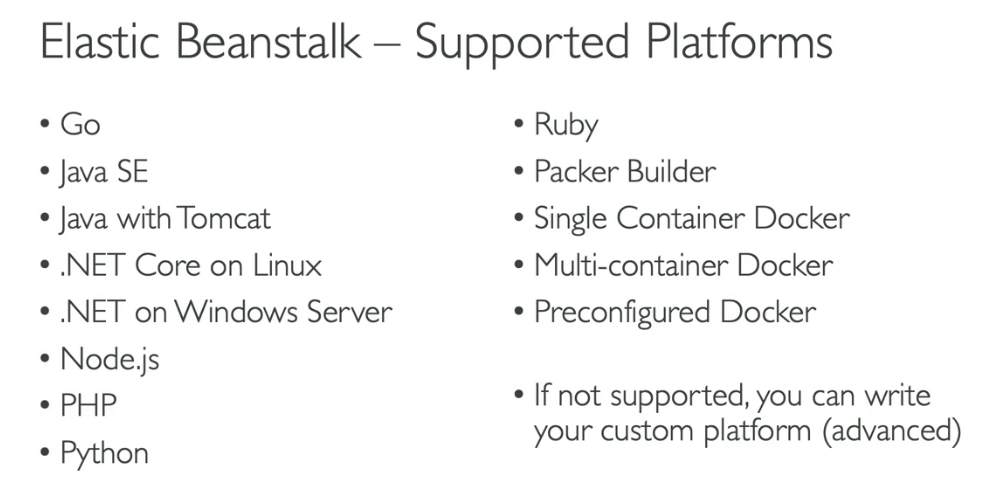 Elastic Beanstalk – Supported Platforms
• Go
• Java SE
• Java with Tomcat
• .NET Core on Linux
• .NET on Windows Server
• Node.js
• PHP
• Python
• Ruby
• Packer Builder
• Single Container Docker
• Multi-container Docker
• Preconfigured Docker
• If not supported, you can write
your custom platform (advanced)